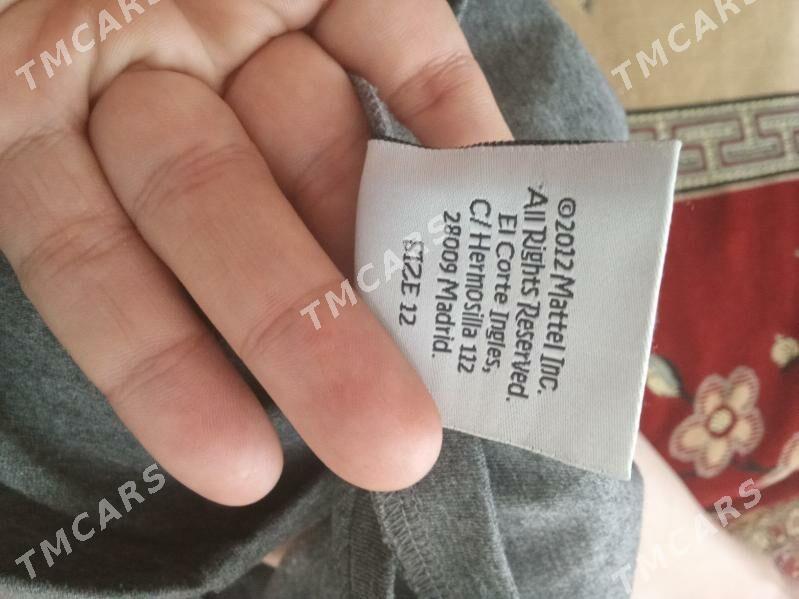 ©2012 Mattel Inc.
All Rights Reserved.
El Corte Ingles,
C/ Hermosilla 112
28009 Madrid.
SIZE 12
TMCARS
TMCARS
TMCARS
TMCARS
TMCARS
TMCARS